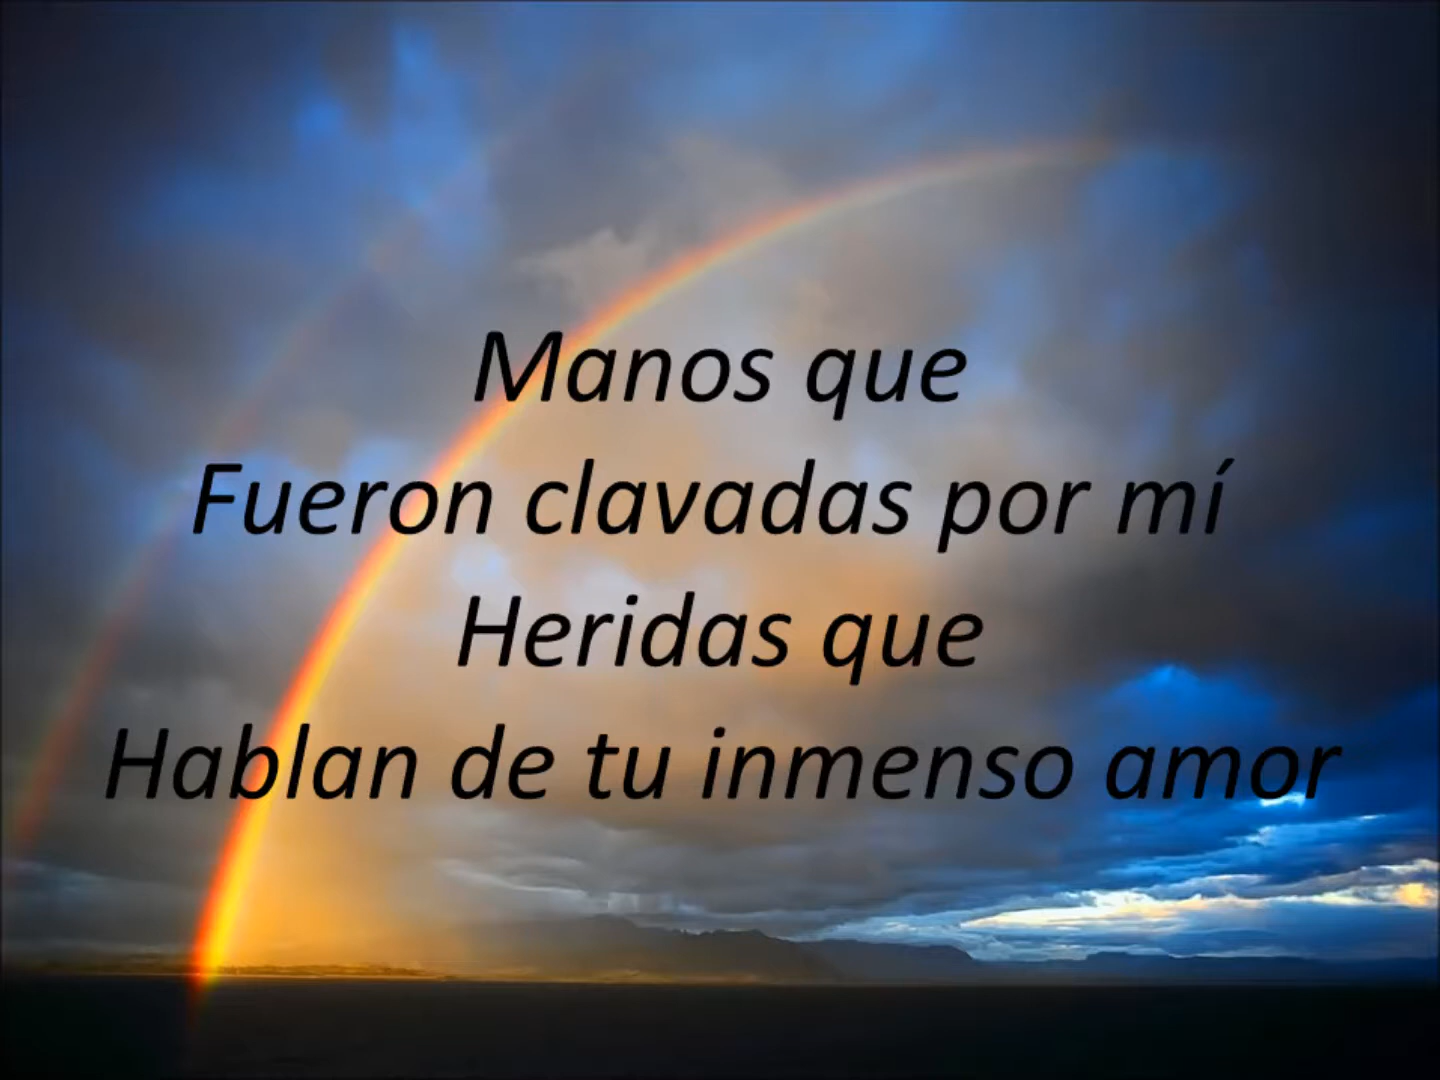 Manos que
Fueron clavadas por mí
Heridas que
Hablan de tu inmenso amor